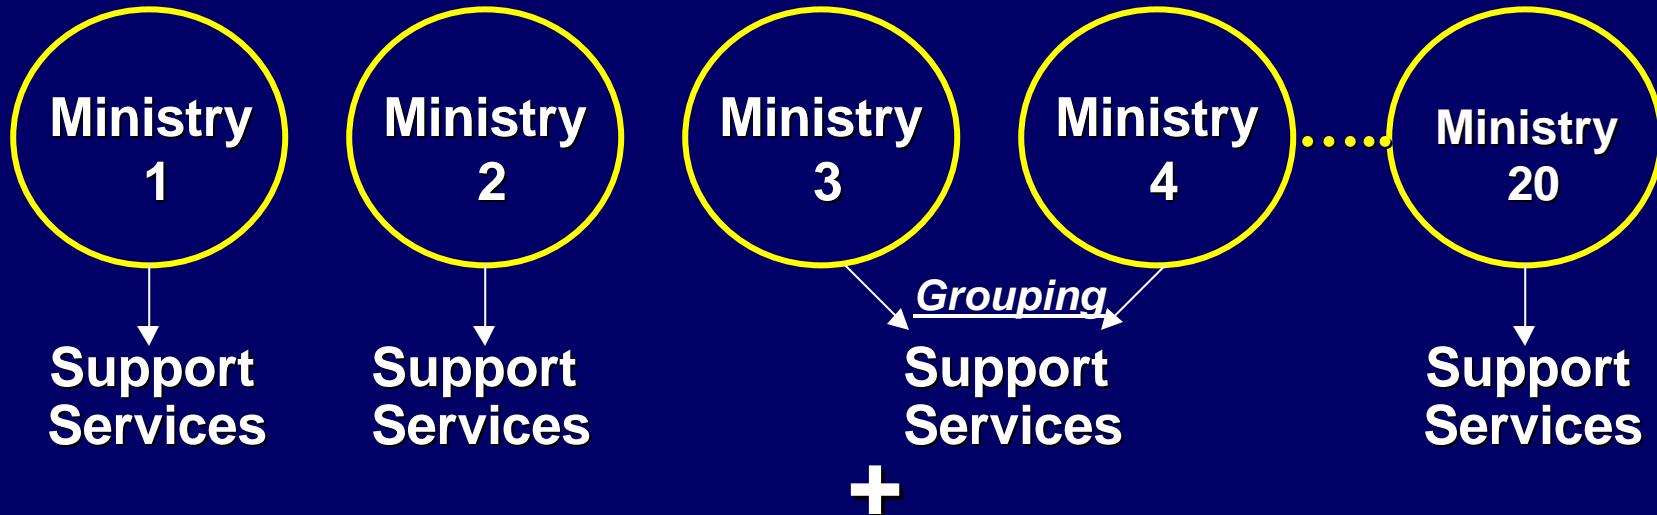 Ministry
1
Ministry
2
Ministry
3
Ministry
4
.....
Ministry
20
Grouping
Support
Services
Support
Services
Support
Services
Support
Services
+